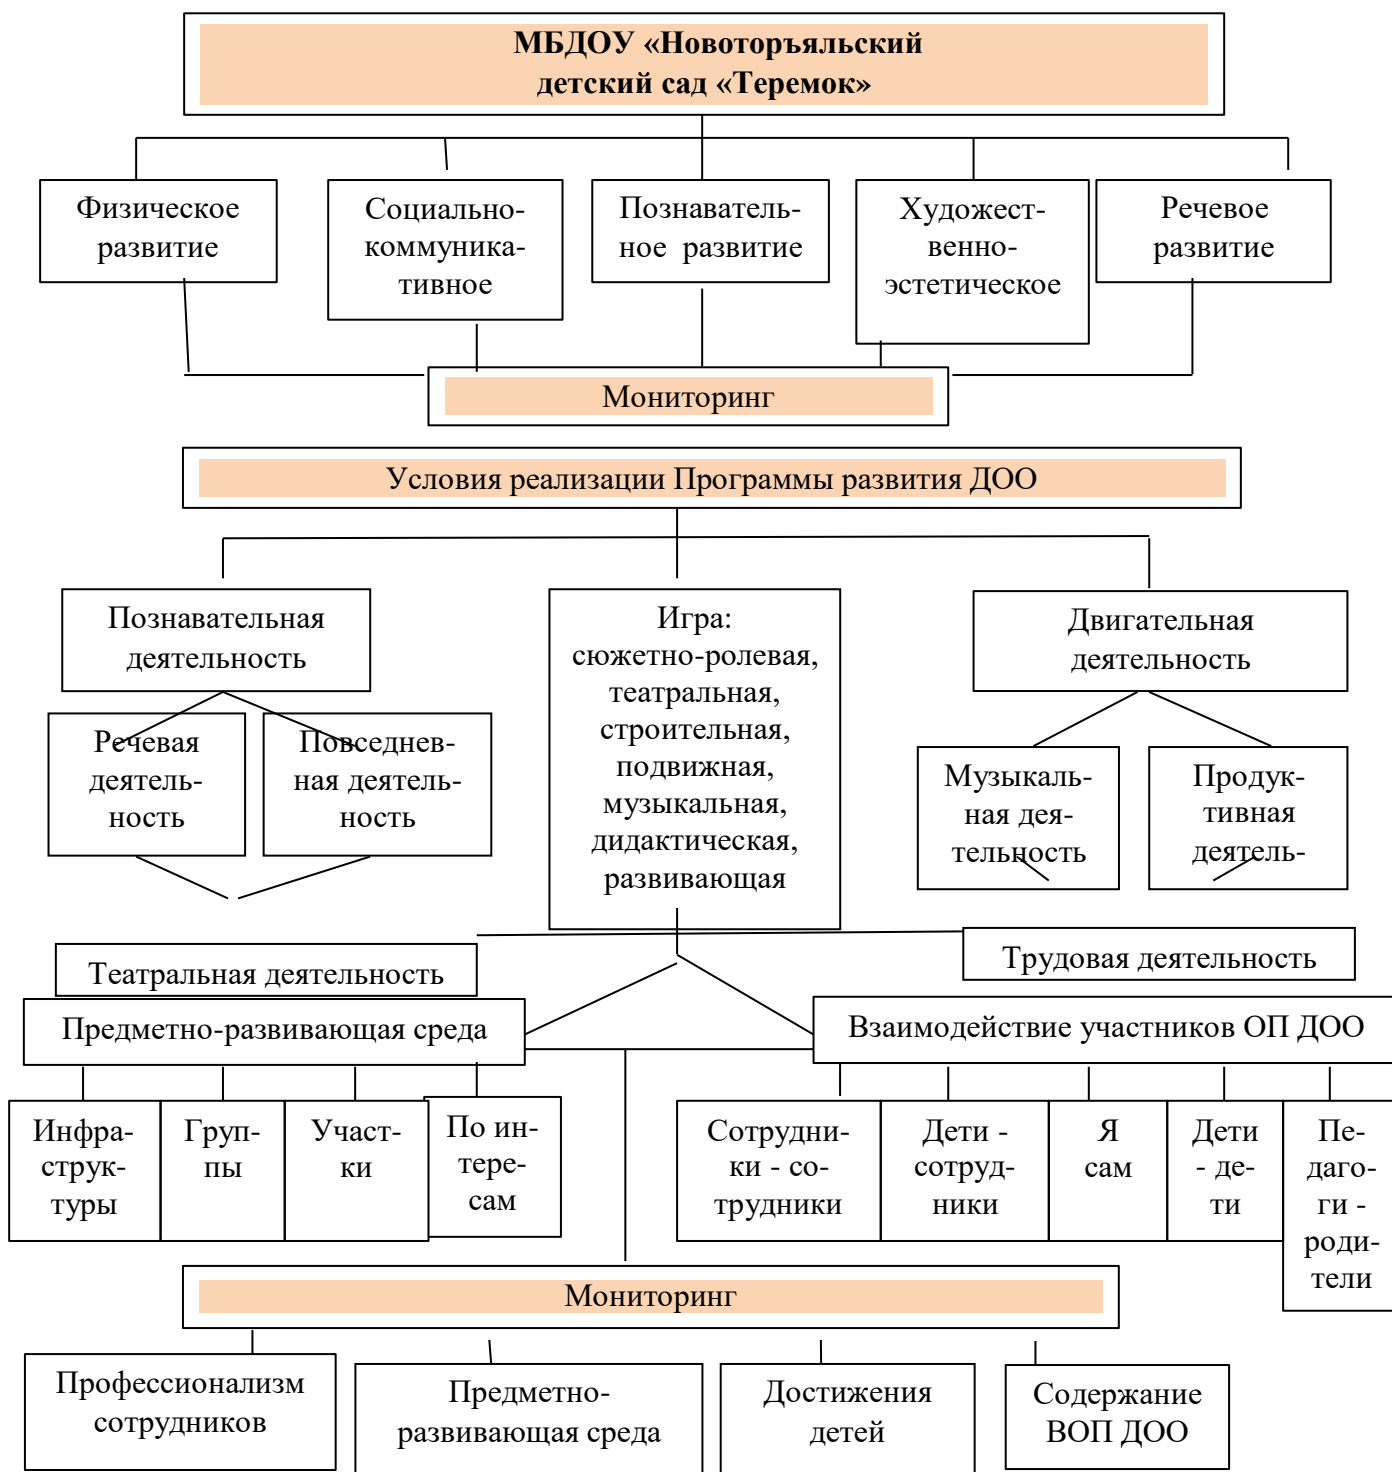 МБДОУ «Новоторъяльский
детский сад «Теремок»
Физическое
развитие
Социально-
коммуника-
тивное
Познаватель-
ное развитие
Художест-
венно-
эстетическое
Речевое
развитие
Мониторинг
Условия реализации Программы развития ДОО
Познавательная
деятельность
Игра:
сюжетно-ролевая,
театральная,
строительная,
подвижная,
музыкальная,
дидактическая,
развивающая
Двигательная
деятельность
Речевая
деятель-
ность
Повседнев-
ная деятель-
ность
Музыкаль-
ная дея-
тельность
Продук-
тивная
деятель-
Театральная деятельность
Трудовая деятельность
Предметно-развивающая среда
Взаимодействие участников ОП ДОО
Инфра-
струк-
туры
Груп-
пы
Участ-
ки
По ин-
тере-
сам
Сотрудни-
ки - со-
трудники
Дети -
сотруд-
ники
Я
сам
Дети
- де-
ти
Пе-
даго-
ги -
роди-
тели
Мониторинг
Профессионализм
сотрудников
Предметно-
развивающая среда
Достижения
детей
Содержание
ВОП ДОО